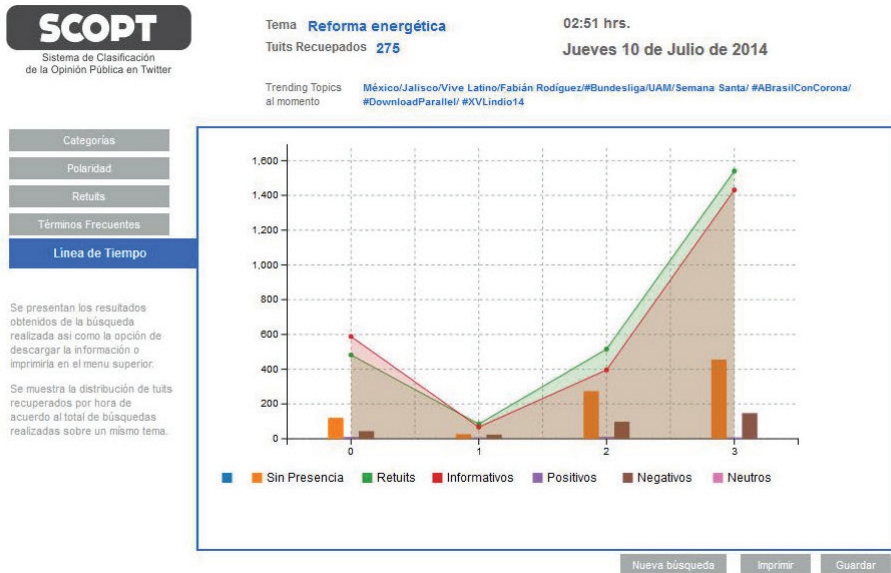 SCOPT
Sistema de Clasificación
de la Opinión Pública en Twitter
Tema Reforma energética
Tuits Recuepados 275
02:51 hrs.
Jueves 10 de Julio de 2014
Trending Topics
al momento
México/Jalisco/Vive Latino/Fabián Rodíguez/#Bundesliga/UAM/Semana Santa/ #ABrasilConCorona/
#DownloadParallel/ #XVLindio14
Categorías
Polaridad
Retuits
Términos Frecuentes
Linea de Tiempo
Se presentan los resultados
obtenidos de la búsqueda
realizada asi como la opción de
descargar la información o
imprimirla en el menu superior.
Se muestra la distribución de tuits
recuperados por hora de
acuerdo al total de búsquedas
realizadas sobre un mismo tema.
1,600
1,400
1,200
1,000
800
600
400
200
0
0 1 2 3
Sin Presencia Retuits Informativos Positivos Negativos Neutros
Nueva búsqueda Imprimir Guardar